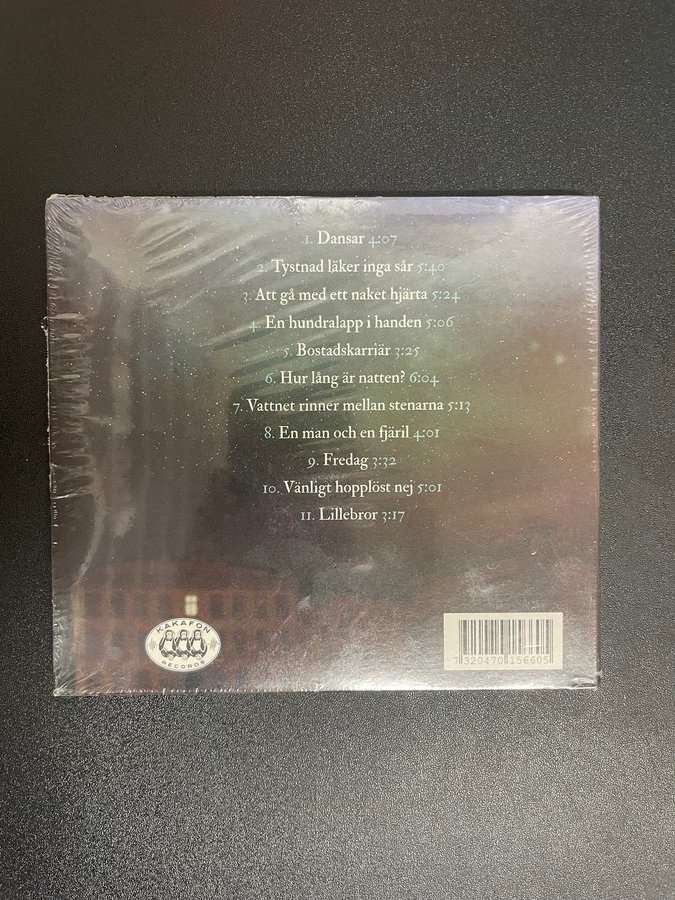 1. Dansar 4:07
2. Tystnad läker inga sår 5:40
3. Att gå med ett naket hjärta 5:24
4. En hundralapp i handen 5:06
5. Bostadskarriär 3:25
6. Hur lång är natten? 6:04
7. Vattnet rinner mellan stenarna 5:13
8. En man och en fjäril 4:01
9. Fredag 3:32
10. Vänligt hopplöst nej 5:01
11. Lillebror 3:17
KAKAFON
RECORDS
7 320470 156605